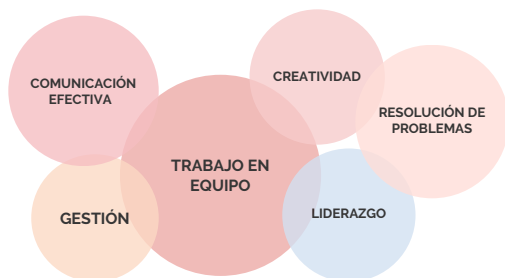 COMUNICACIÓN
EFECTIVA
CREATIVIDAD
RESOLUCIÓN DE
PROBLEMAS
TRABAJO EN
EQUIPO
GESTIÓN
LIDERAZGO